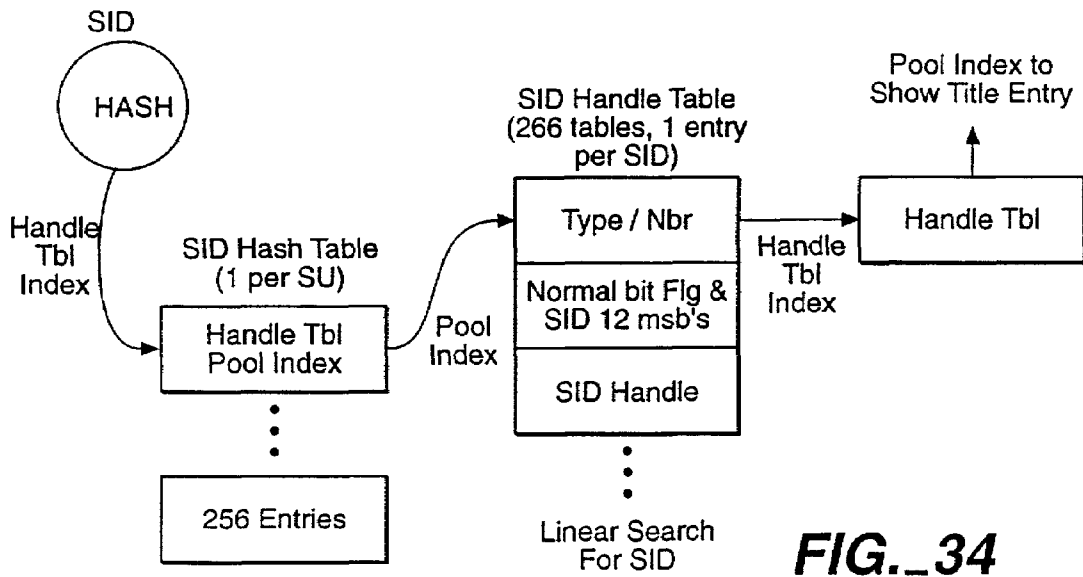 SID
HASH
Handle
Tbl
Index
SID Hash Table
(1 per SU)
Handle Tbl
Pool Index
256 Entries
Pool
Index
SID Handle Table
(266 tables, 1 entry
per SID)
Type / Nbr
Normal bit Flg &
SID 12 msb's
SID Handle
Linear Search
For SID
Handle
Tbl
Index
Pool Index to
Show Title Entry
Handle Tbl
FIG._34